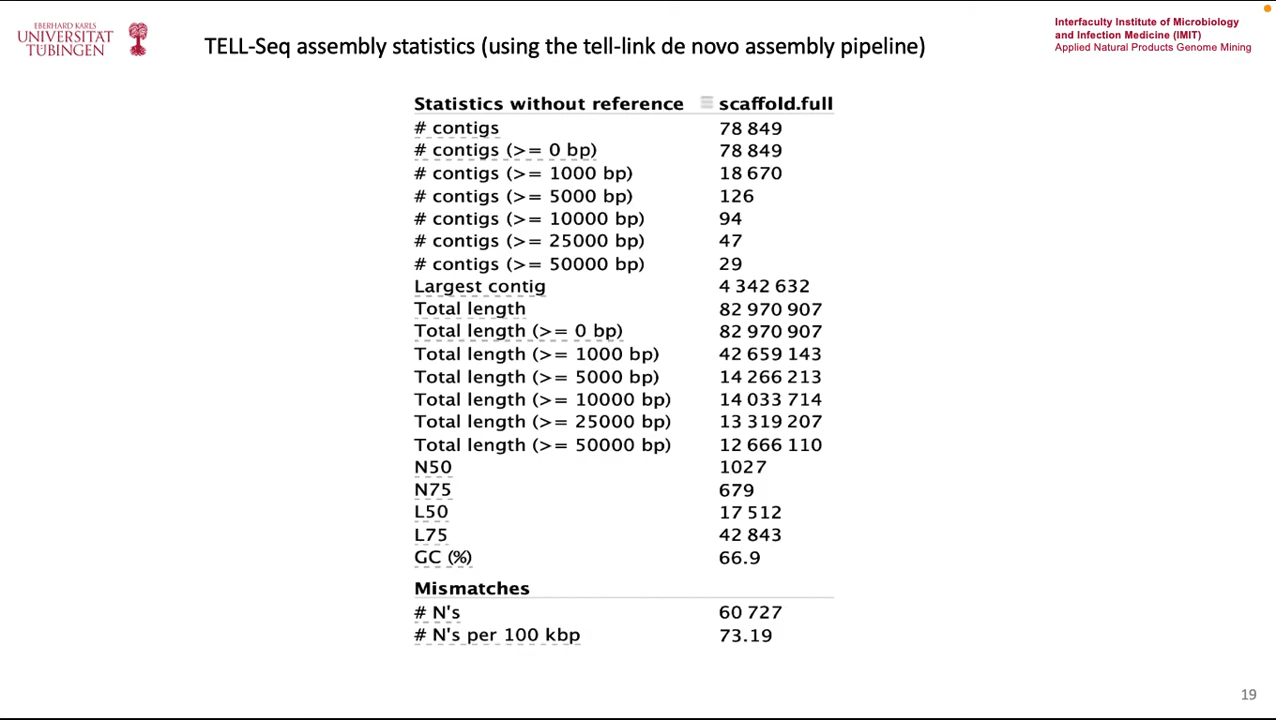 EBERHARD KARLS
UNIVERSITÄT
TÜBINGEN
TELL-Seq assembly statistics (using the tell-link de novo assembly pipeline)
Interfaculty Institute of Microbiology
and Infection Medicine (IMIT)
Applied Natural Products Genome Mining
Statistics without reference scaffold.full
# contigs 78 849
# contigs (>= 0 bp) 78 849
# contigs (>= 1000 bp) 18 670
# contigs (>= 5000 bp) 126
# contigs (>= 10000 bp) 94
# contigs (>= 25000 bp) 47
# contigs (>= 50000 bp) 29
Largest contig 4 342 632
Total length 82 970 907
Total length (>= 0 bp) 82 970 907
Total length (>= 1000 bp) 42 659 143
Total length (>= 5000 bp) 14 266 213
Total length (>= 10000 bp) 14 033 714
Total length (>= 25000 bp) 13 319 207
Total length (>= 50000 bp) 12 666 110
N50 1027
N75 679
L50 17 512
L75 42 843
GC (%) 66.9
Mismatches
# N's 60 727
# N's per 100 kbp 73.19
19